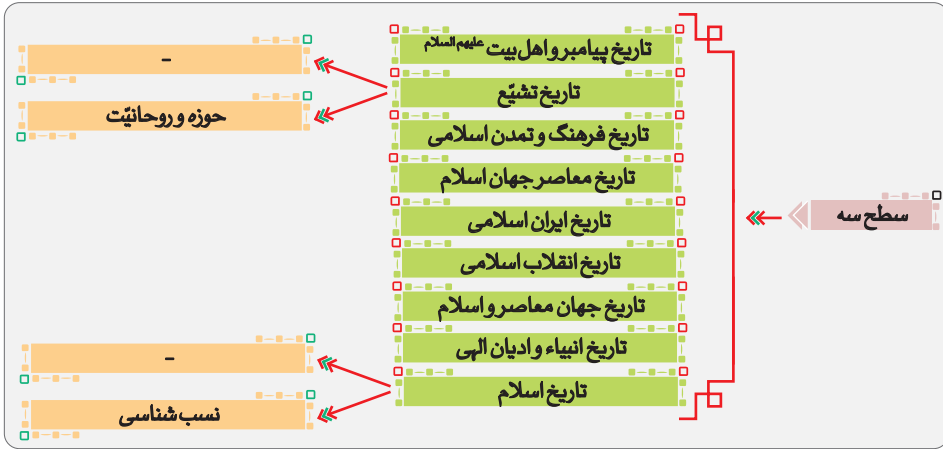 سطح سه
تاریخ پیامبر و اهل بیت علیهم السلام
تاریخ تشیّع
تاریخ فرهنگ و تمدن اسلامی
تاریخ معاصر جهان اسلام
تاریخ ایران اسلامی
تاریخ انقلاب اسلامی
تاریخ جهان معاصر و اسلام
تاریخ انبیاء و ادیان الهی
تاریخ اسلام
-
حوزه و روحانیّت
-
نسب شناسی